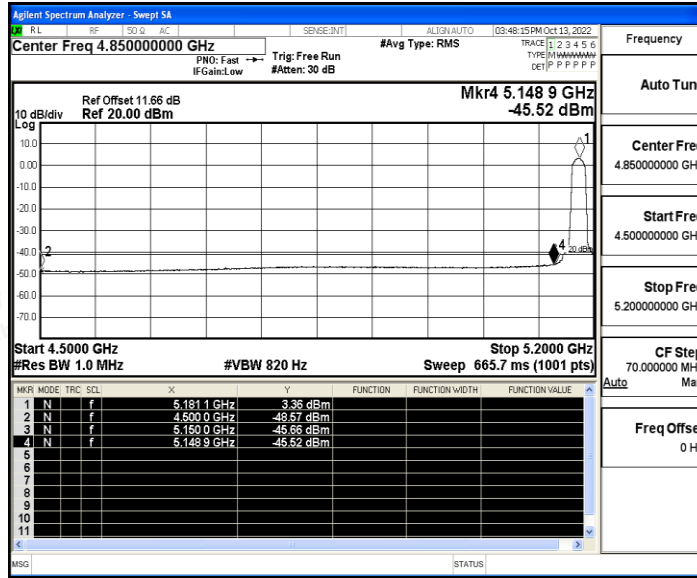 Agilent Spectrum Analyzer - Swept SA
RL RF 50 Ω AC SENSE:INT ALIGN AUTO 03:48:15 PM Oct 13, 2022
Center Freq 4.850000000 GHz
PNO: Fast
IFGain:Low
Trig: Free Run
#Atten: 30 dB
#Avg Type: RMS
TRACE 1 2 3 4 5 6
TYPE M WWWWW
DET P P P P P P
Ref Offset 11.66 dB
10 dB/div Ref 20.00 dBm
Log
Mkr4 5.148 9 GHz
-45.52 dBm
10.0
0.00
-10.0
-20.0
-30.0
-40.0
-50.0
-60.0
-70.0
1
2
4
-20 dBm
Start 4.5000 GHz Stop 5.2000 GHz
#Res BW 1.0 MHz #VBW 820 Hz Sweep 665.7 ms (1001 pts)
MKR MODE TRC SCL X Y FUNCTION FUNCTION WIDTH FUNCTION VALUE
1 N f 5.181 1 GHz 3.36 dBm
2 N f 4.500 0 GHz -48.57 dBm
3 N f 5.150 0 GHz -45.66 dBm
4 N f 5.148 9 GHz -45.52 dBm
5
6
7
8
9
10
11
MSG STATUS
Frequency
Auto Tun
Center Fre
4.850000000 GH
Start Fre
4.500000000 GH
Stop Fre
5.200000000 GH
CF Step
70.000000 MH
Auto Ma
Freq Offse
0 H